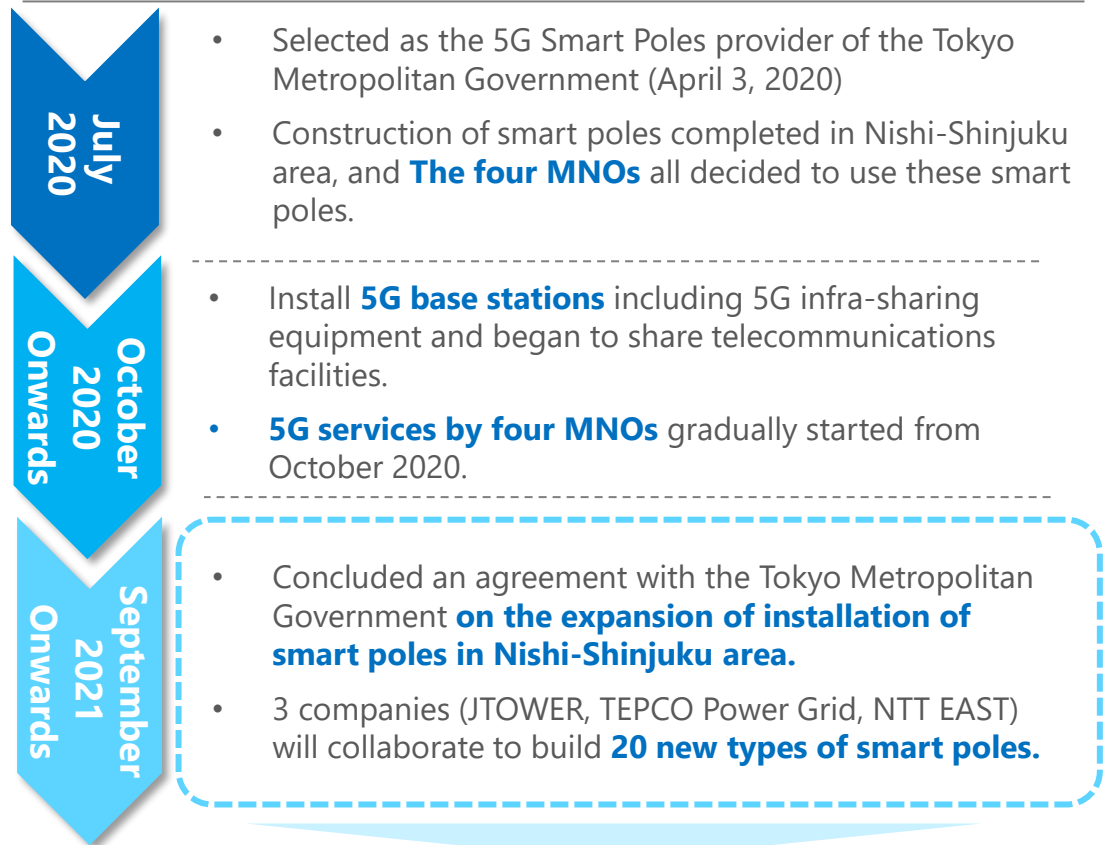 July
2020
• Selected as the 5G Smart Poles provider of the Tokyo
Metropolitan Government (April 3, 2020)
• Construction of smart poles completed in Nishi-Shinjuku
area, and The four MNOs all decided to use these smart
poles.
October
2020
Onwards
• Install 5G base stations including 5G infra-sharing
equipment and began to share telecommunications
facilities.
• 5G services by four MNOs gradually started from
October 2020.
September
2021
Onwards
• Concluded an agreement with the Tokyo Metropolitan
Government on the expansion of installation of
smart poles in Nishi-Shinjuku area.
• 3 companies (JTOWER, TEPCO Power Grid, NTT EAST)
will collaborate to build 20 new types of smart poles.